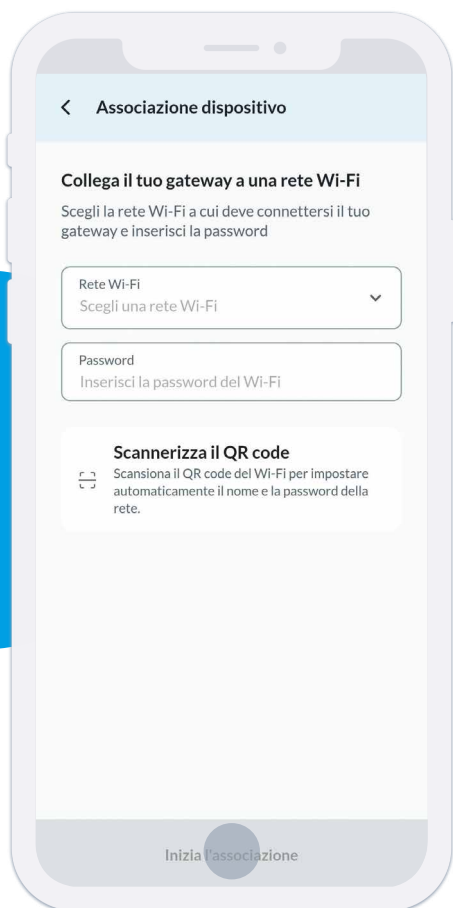 Associazione dispositivo
Collega il tuo gateway a una rete Wi-Fi
Scegli la rete Wi-Fi a cui deve connettersi il tuo
gateway e inserisci la password
Rete Wi-Fi
Scegli una rete Wi-Fi
Password
Inserisci la password del Wi-Fi
Scannerizza il QR code
Scansiona il QR code del Wi-Fi per impostare
automaticamente il nome e la password della
rete.
Inizia l'associazione